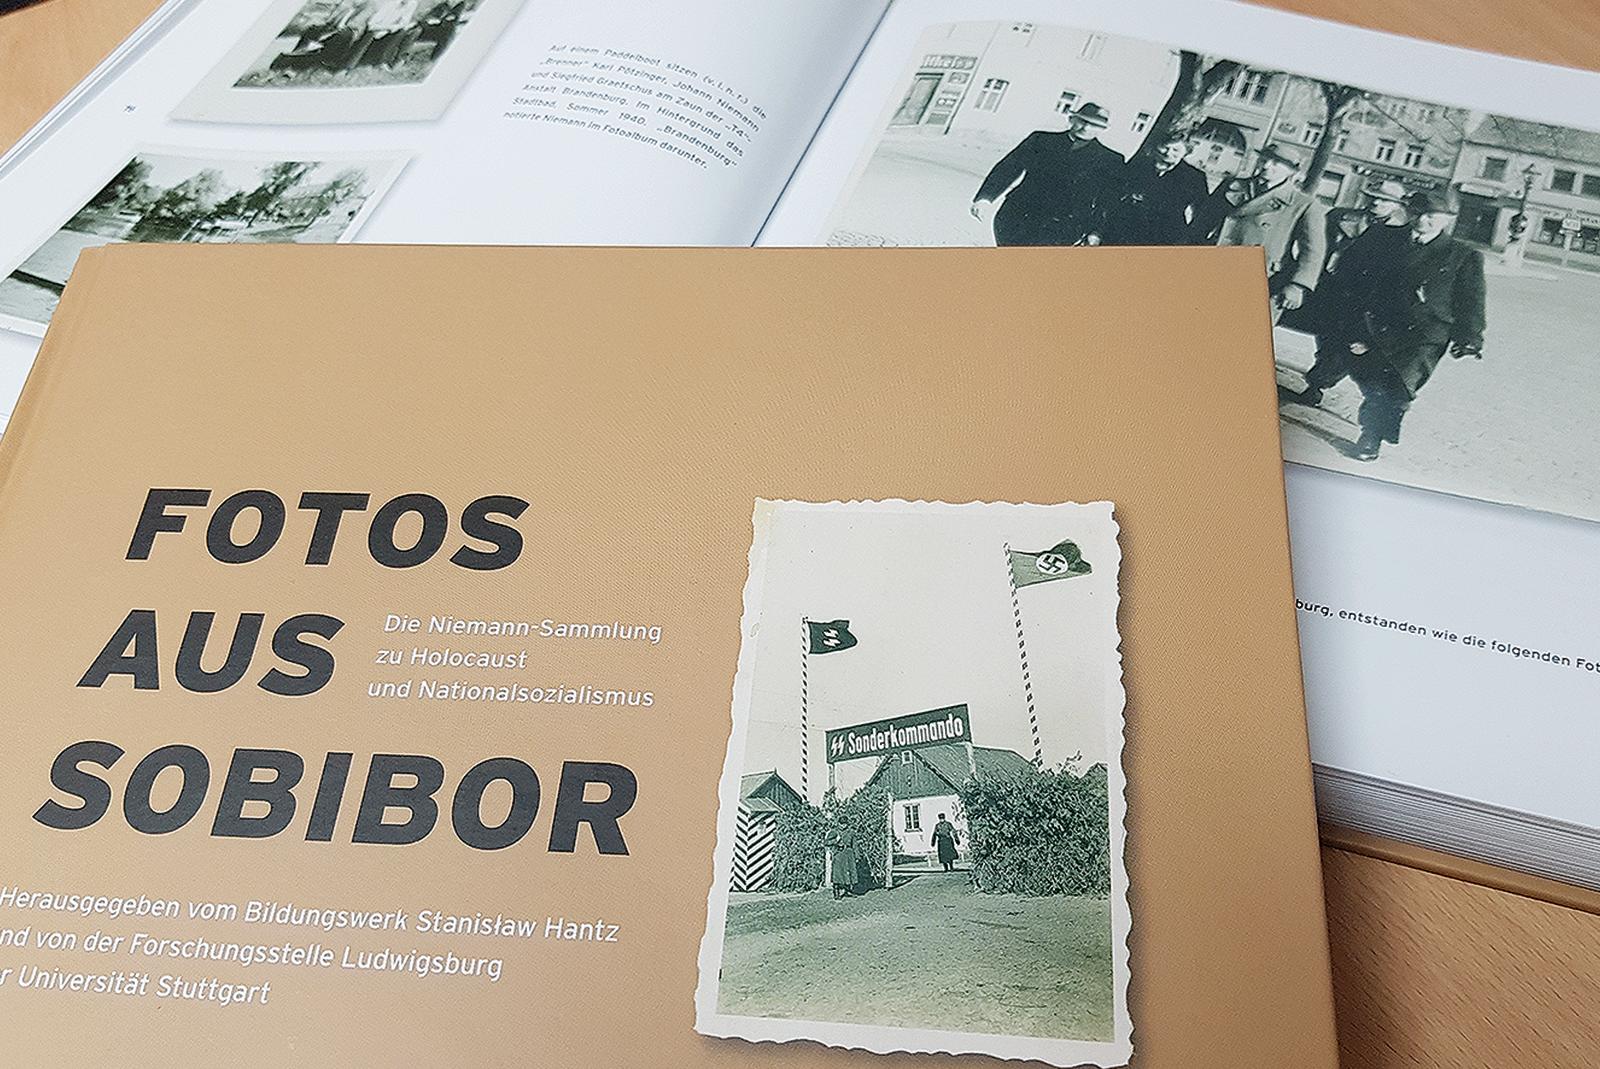 Auf einem Paddelboot sitzen (v. l. n. r.) die
„Brenner“ Karl Pötzinger, Johann Niemann
und Siegfried Graetschus am Zaun der „T4“-
Anstalt Brandenburg. Im Hintergrund das
Stadtbad, Sommer 1940. „Brandenburg“
notierte Niemann im Fotoalbum darunter.
burg, entstanden wie die folgenden Fot
FOTOS
AUS
Die Niemann-Sammlung
zu Holocaust
und Nationalsozialismus
SOBIBOR
Herausgegeben vom Bildungswerk Stanisław Hantz
nd von der Forschungsstelle Ludwigsburg
r Universität Stuttgart
Sonderkommando